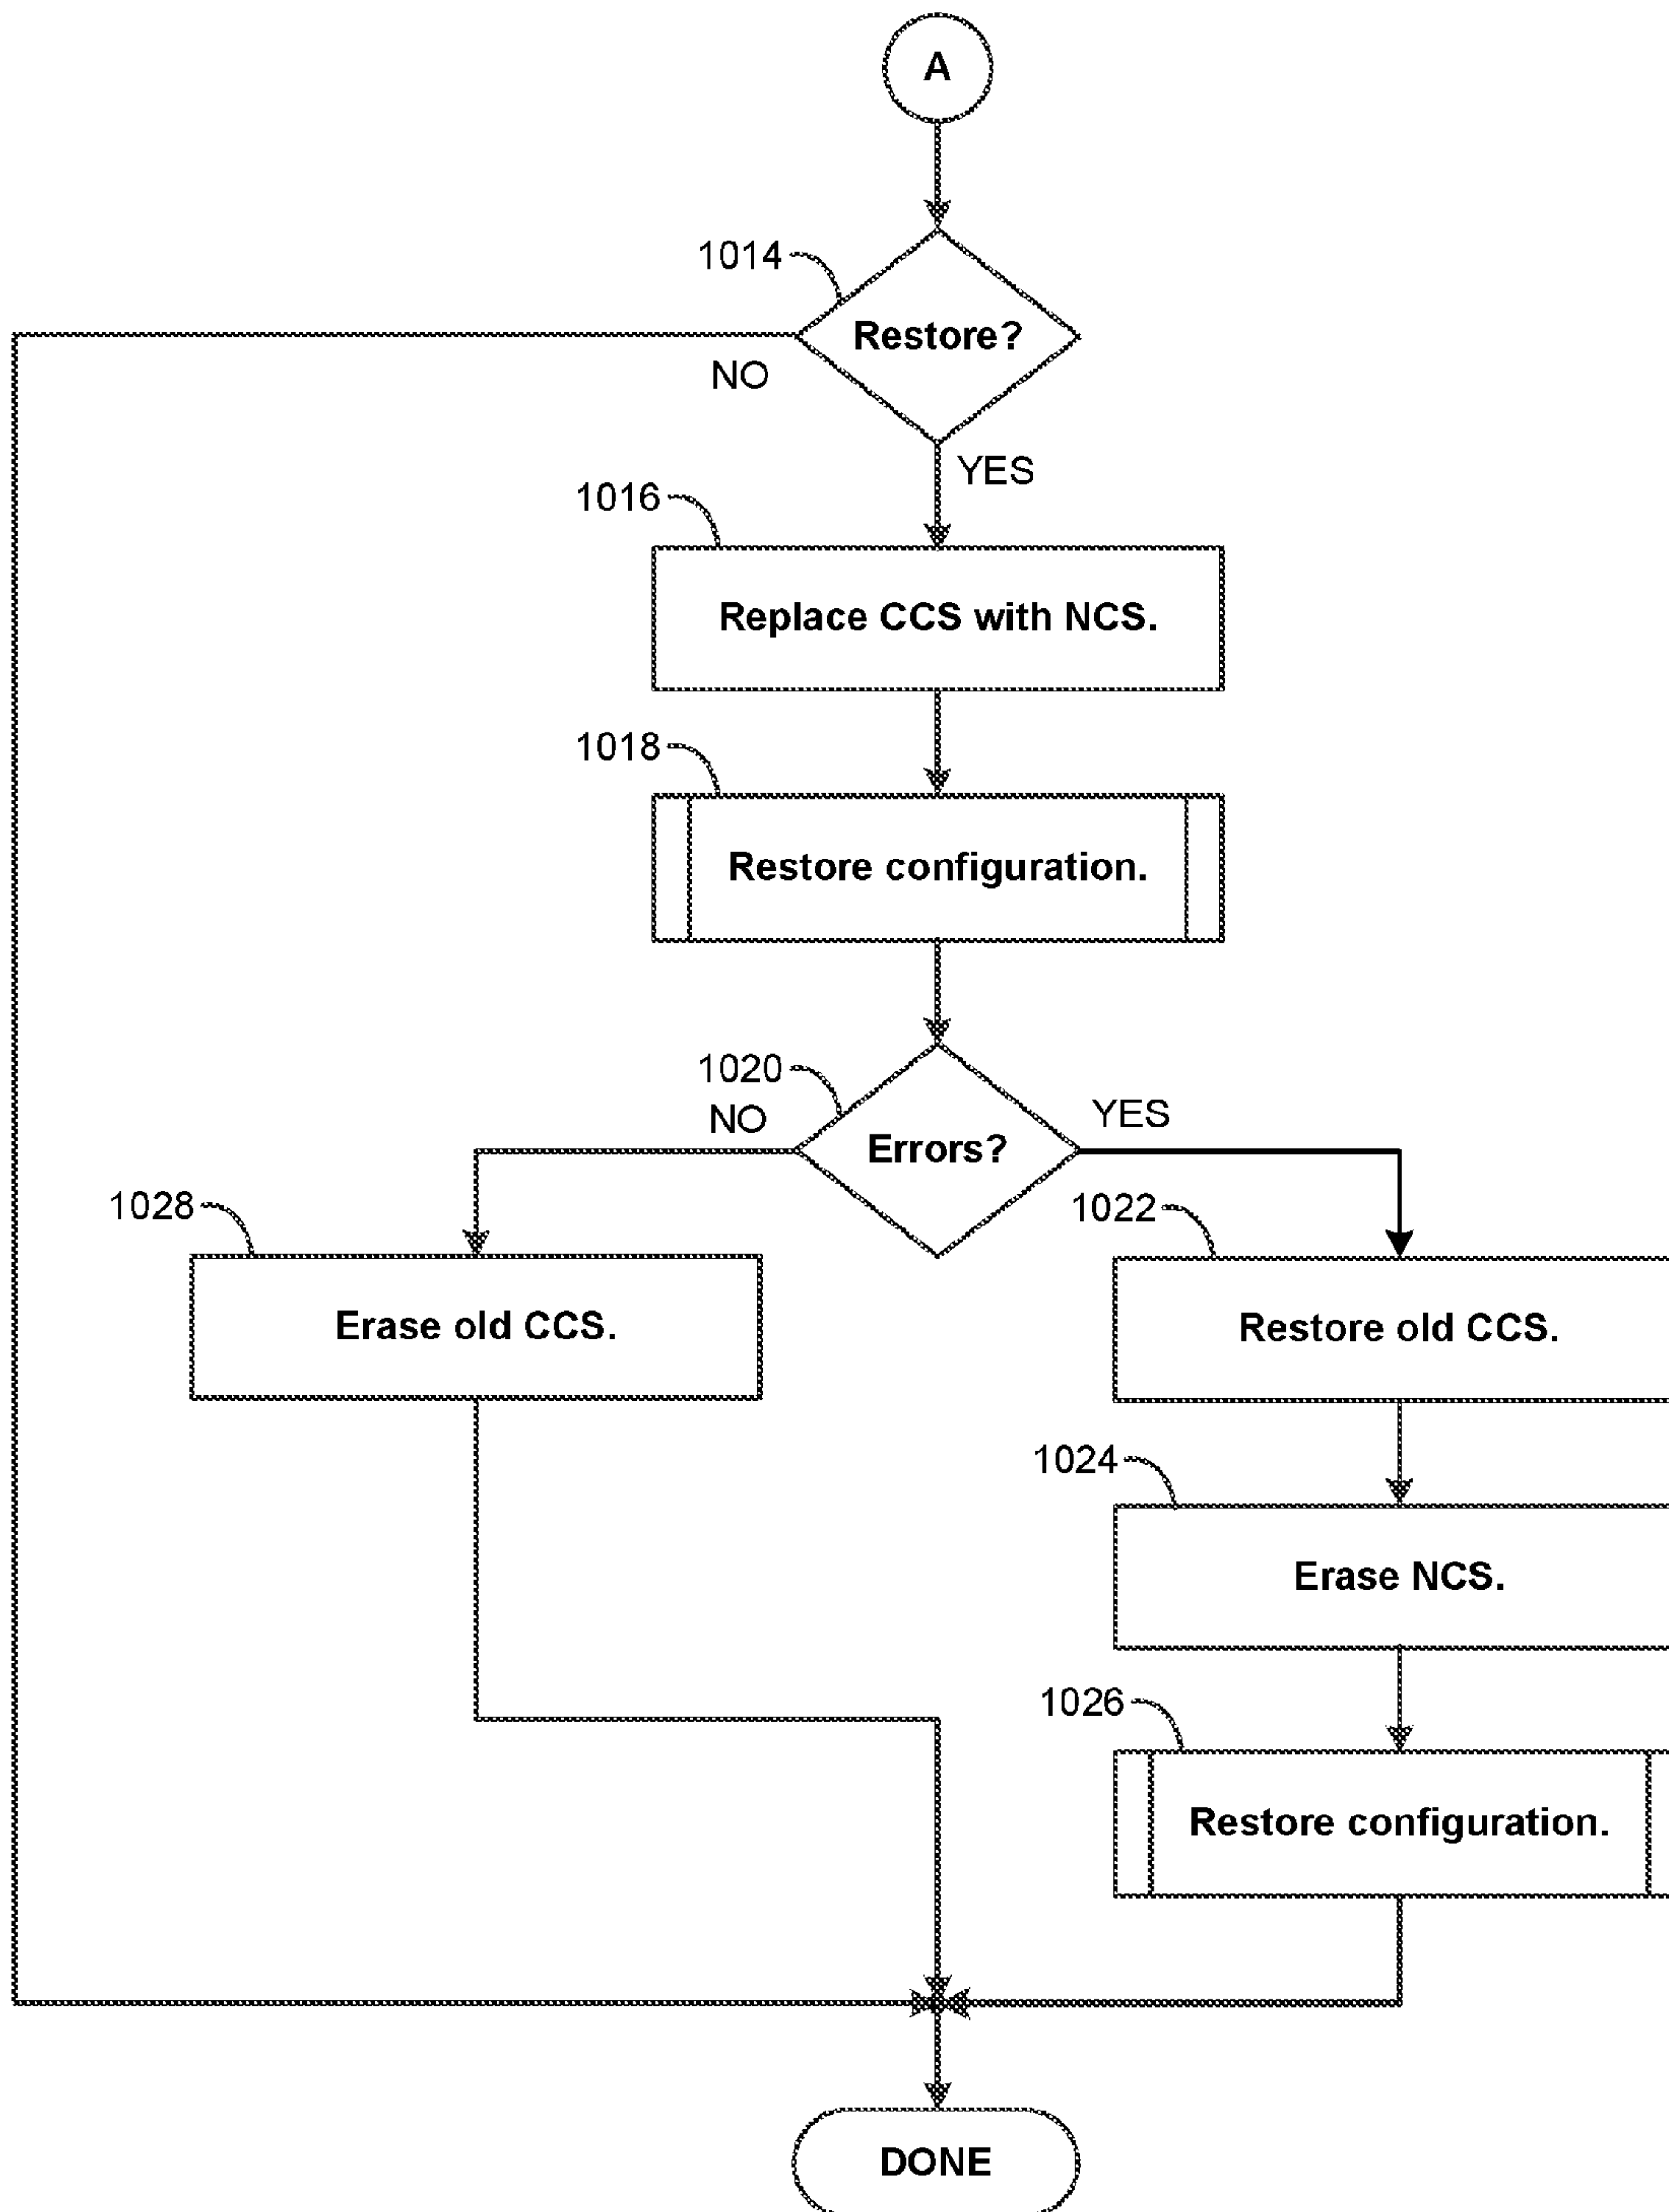 A
1014
Restore?
NO
YES
1016
Replace CCS with NCS.
1018
Restore configuration.
1020
NO
YES
Errors?
1028
1022
Erase old CCS.
Restore old CCS.
1024
Erase NCS.
1026
Restore configuration.
DONE